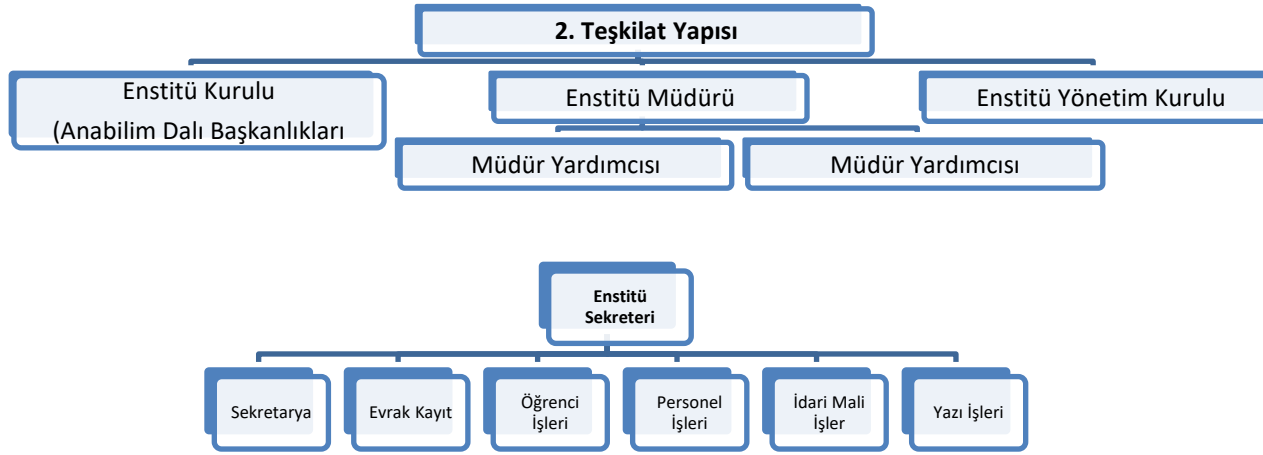 2. Teşkilat Yapısı
Enstitü Kurulu
(Anabilim Dalı Başkanlıkları
Enstitü Müdürü
Enstitü Yönetim Kurulu
Müdür Yardımcısı
Müdür Yardımcısı
Enstitü
Sekreteri
Sekretarya
Evrak Kayıt
Öğrenci
İşleri
Personel
İşleri
İdari Mali
İşler
Yazı İşleri